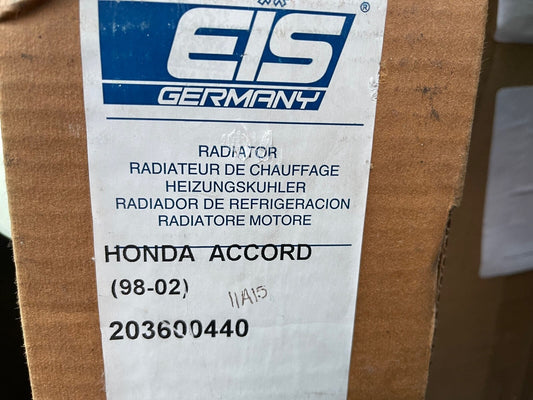 EIS
®
GERMANY
RADIATOR
RADIATEUR DE CHAUFFAGE
HEIZUNGSKUHLER
RADIADOR DE REFRIGERACION
RADIATORE MOTORE
HONDA ACCORD
(98-02)
11A15
203600440